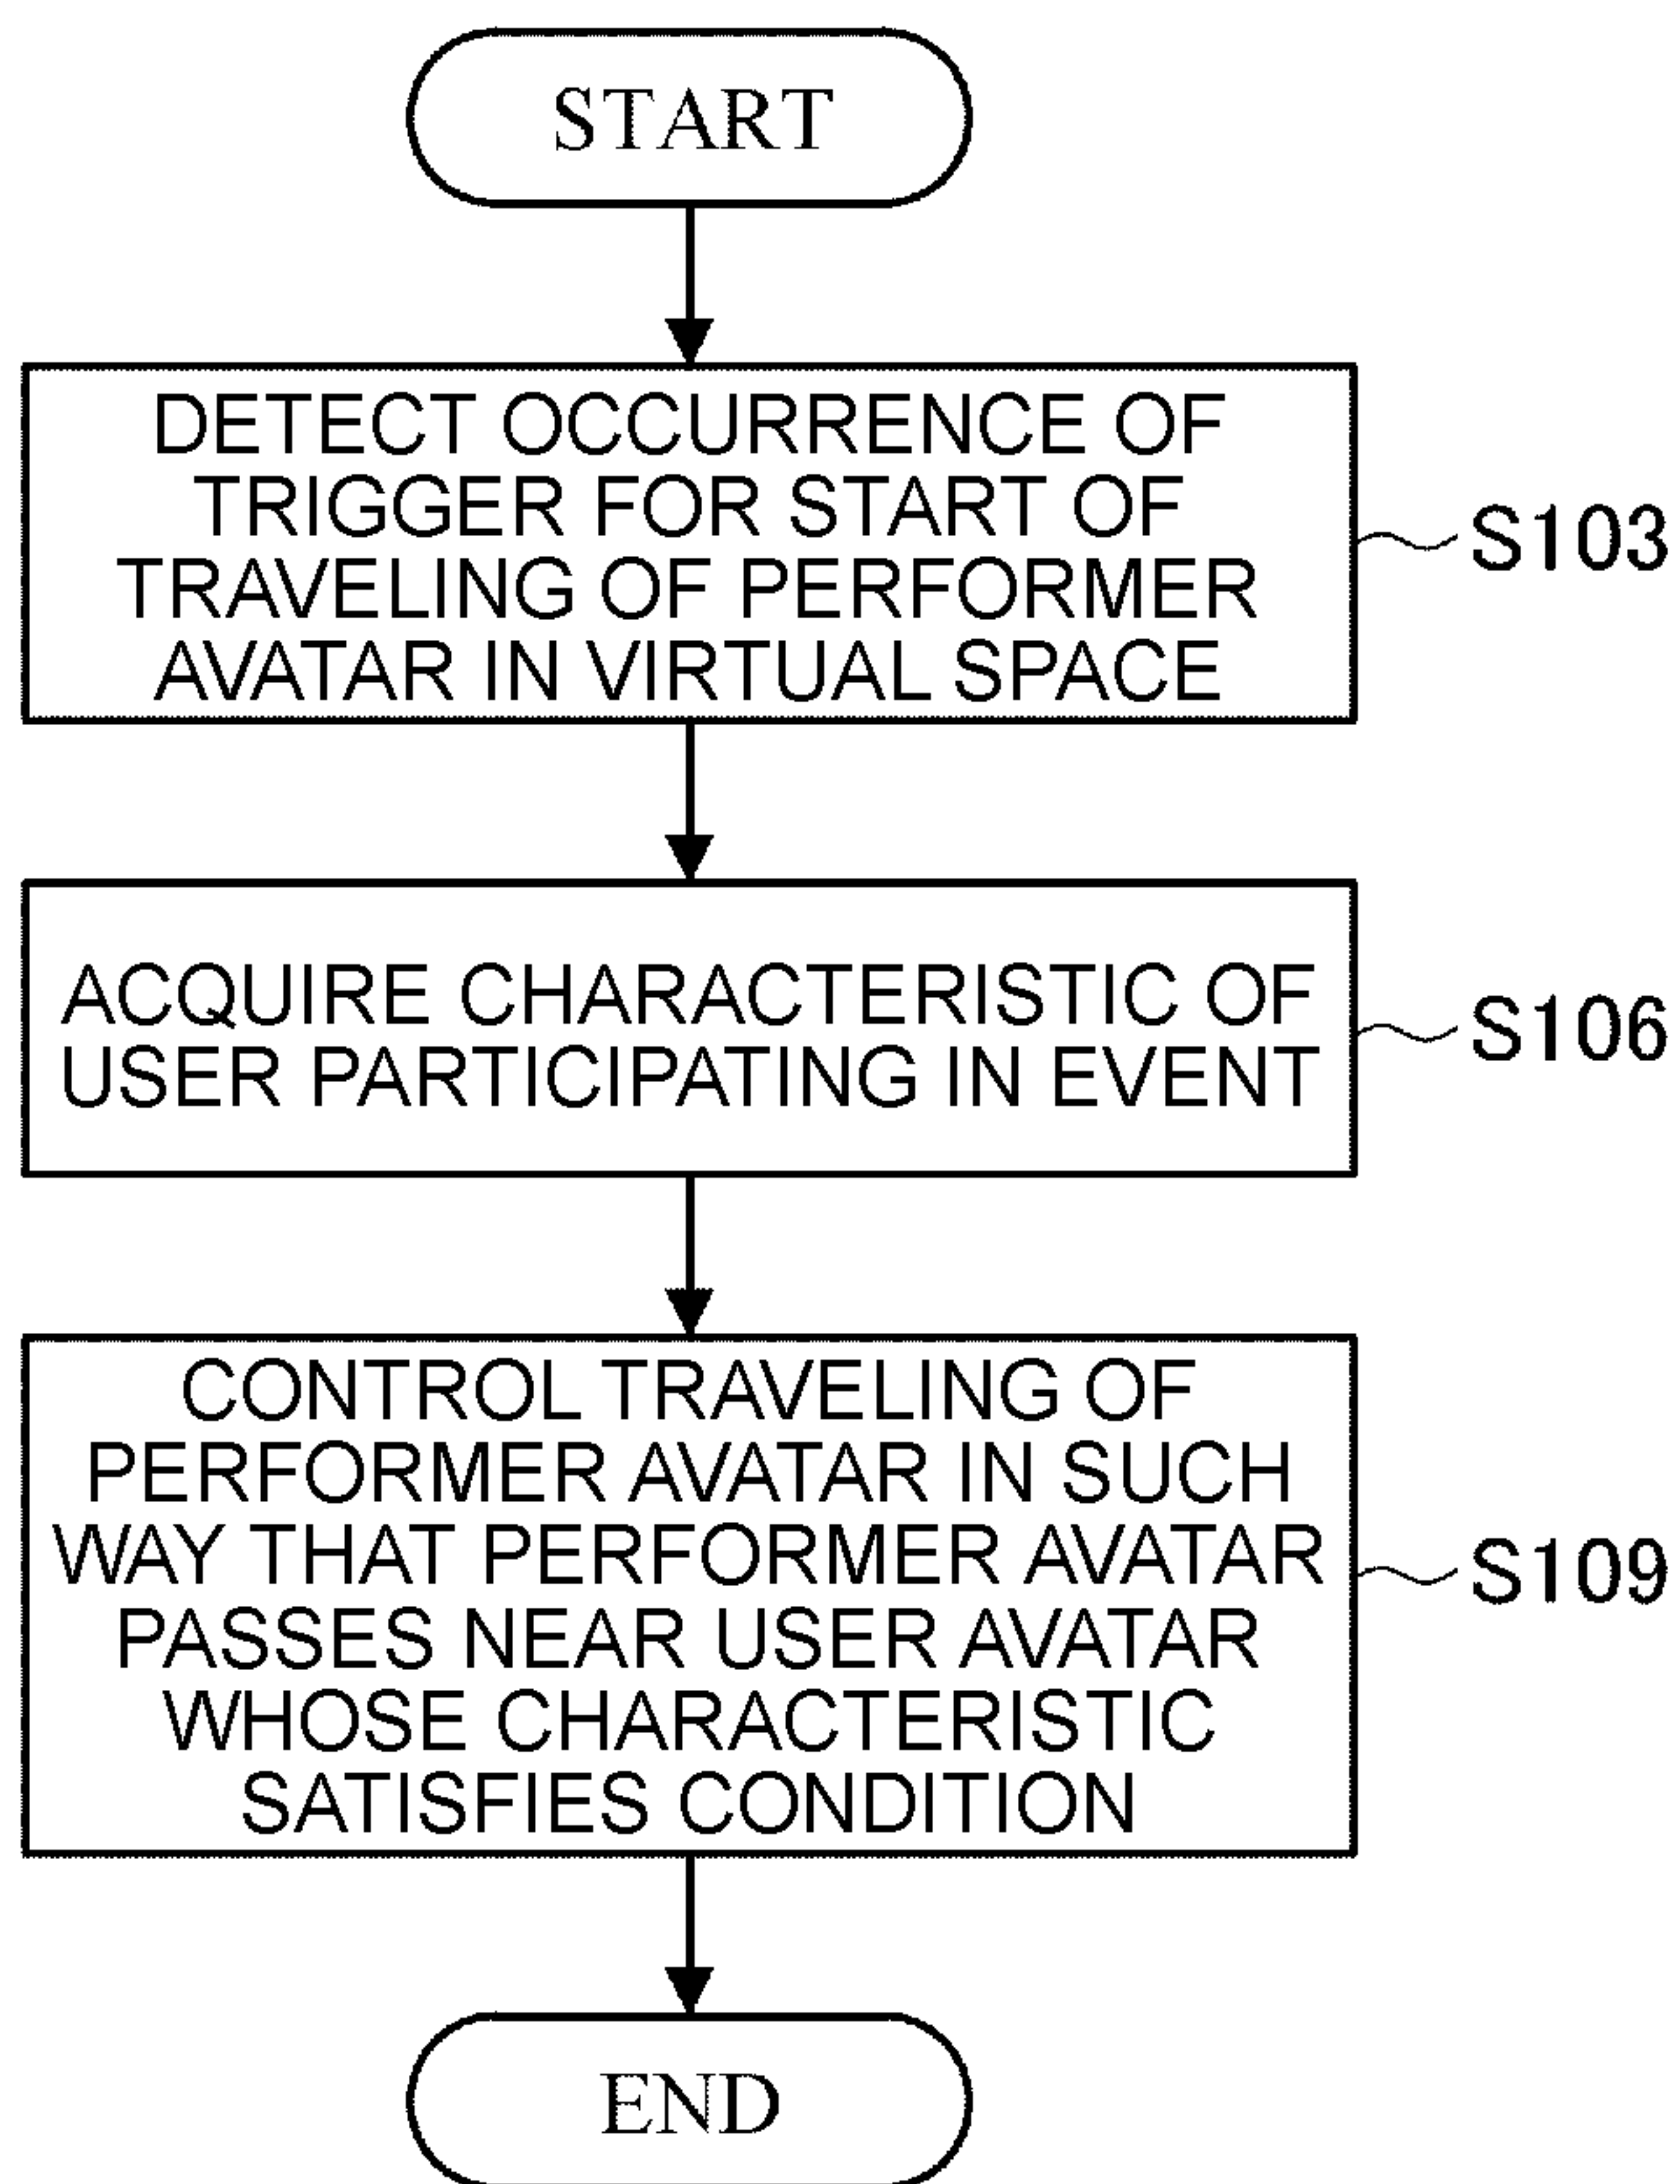 START
DETECT OCCURRENCE OF
TRIGGER FOR START OF
TRAVELING OF PERFORMER
AVATAR IN VIRTUAL SPACE
S103
ACQUIRE CHARACTERISTIC OF
USER PARTICIPATING IN EVENT
S106
CONTROL TRAVELING OF
PERFORMER AVATAR IN SUCH
WAY THAT PERFORMER AVATAR
PASSES NEAR USER AVATAR
WHOSE CHARACTERISTIC
SATISFIES CONDITION
S109
END